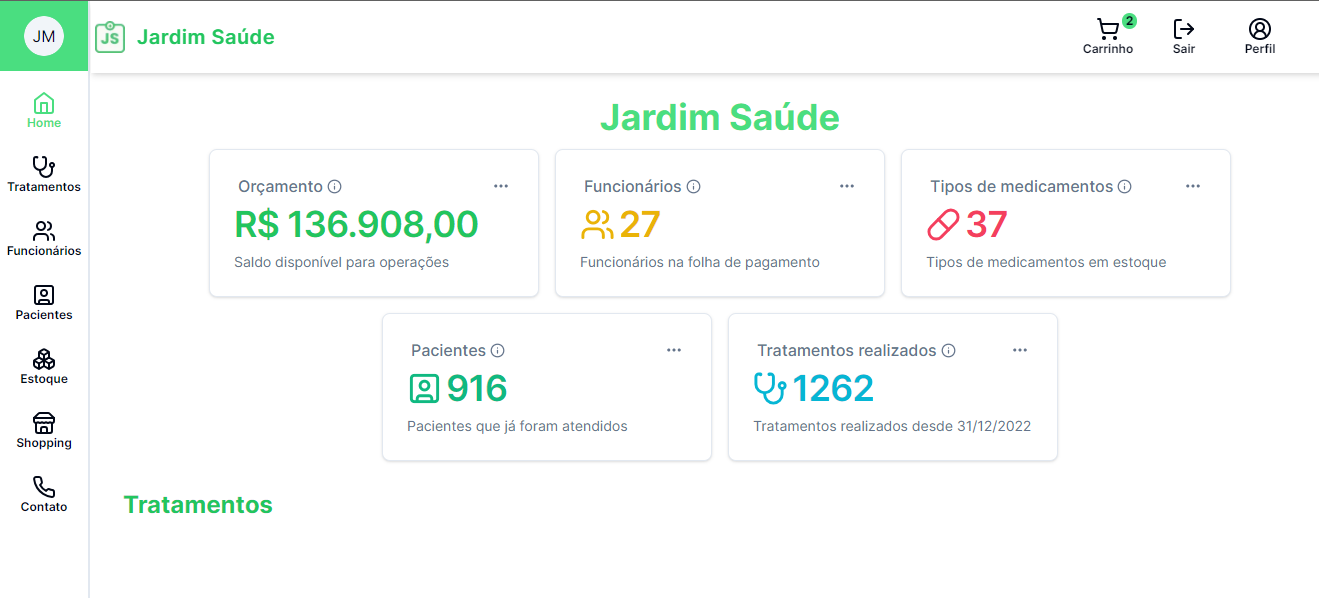 JM
JS
Jardim Saúde
2
Carrinho
Sair
Perfil
Home
Tratamentos
Funcionários
Pacientes
Estoque
Shopping
Contato
Jardim Saúde
Orçamento
R$ 136.908,00
Saldo disponível para operações
Funcionários
27
Funcionários na folha de pagamento
Tipos de medicamentos
37
Tipos de medicamentos em estoque
Pacientes
916
Pacientes que já foram atendidos
Tratamentos realizados
1262
Tratamentos realizados desde 31/12/2022
Tratamentos